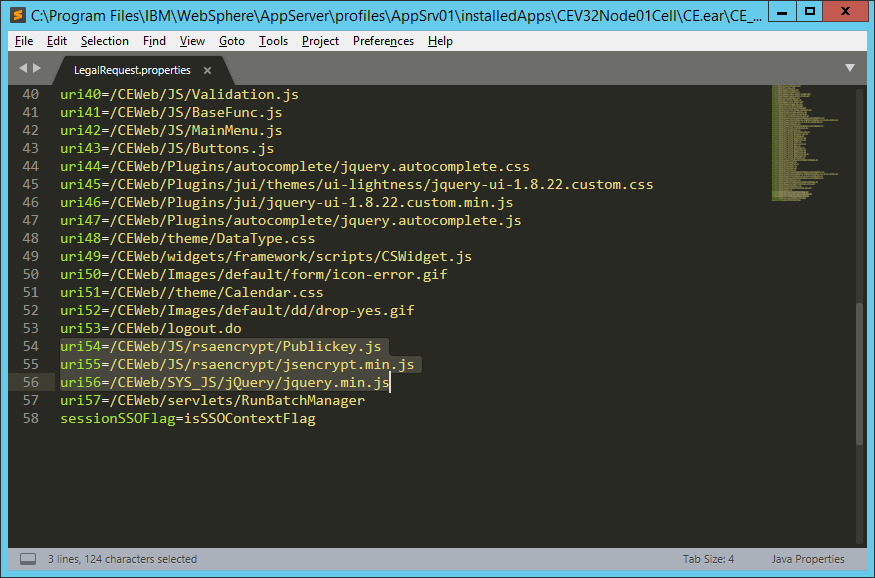 C:\Program Files\IBM\WebSphere\AppServer\profiles\AppSrv01\installedApps\CEV32Node01Cell\CE.ear\CE_...
File Edit Selection Find View Goto Tools Project Preferences Help
LegalRequest.properties ×
40 uri40=/CEWeb/JS/Validation.js
41 uri41=/CEWeb/JS/BaseFunc.js
42 uri42=/CEWeb/JS/MainMenu.js
43 uri43=/CEWeb/JS/Buttons.js
44 uri44=/CEWeb/Plugins/autocomplete/jquery.autocomplete.css
45 uri45=/CEWeb/Plugins/jui/themes/ui-lightness/jquery-ui-1.8.22.custom.css
46 uri46=/CEWeb/Plugins/jui/jquery-ui-1.8.22.custom.min.js
47 uri47=/CEWeb/Plugins/autocomplete/jquery.autocomplete.js
48 uri48=/CEWeb/theme/DataType.css
49 uri49=/CEWeb/widgets/framework/scripts/CSWidget.js
50 uri50=/CEWeb/Images/default/form/icon-error.gif
51 uri51=/CEWeb//theme/Calendar.css
52 uri52=/CEWeb/Images/default/dd/drop-yes.gif
53 uri53=/CEWeb/logout.do
54 uri54=/CEWeb/JS/rsaencrypt/Publickey.js
55 uri55=/CEWeb/JS/rsaencrypt/jsencrypt.min.js
56 uri56=/CEWeb/SYS_JS/jQuery/jquery.min.js
57 uri57=/CEWeb/servlets/RunBatchManager
58 sessionSSOFlag=isSSOContextFlag
3 lines, 124 characters selected Tab Size: 4 Java Properties